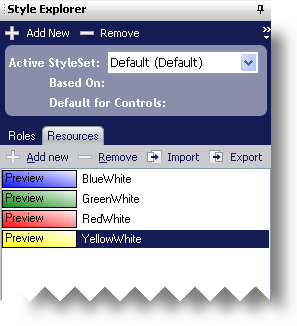 Style Explorer
Add New Remove
Active StyleSet: Default (Default)
Based On:
Default for Controls:
Roles Resources
Add new Remove Import Export
Preview BlueWhite
Preview GreenWhite
Preview RedWhite
Preview YellowWhite